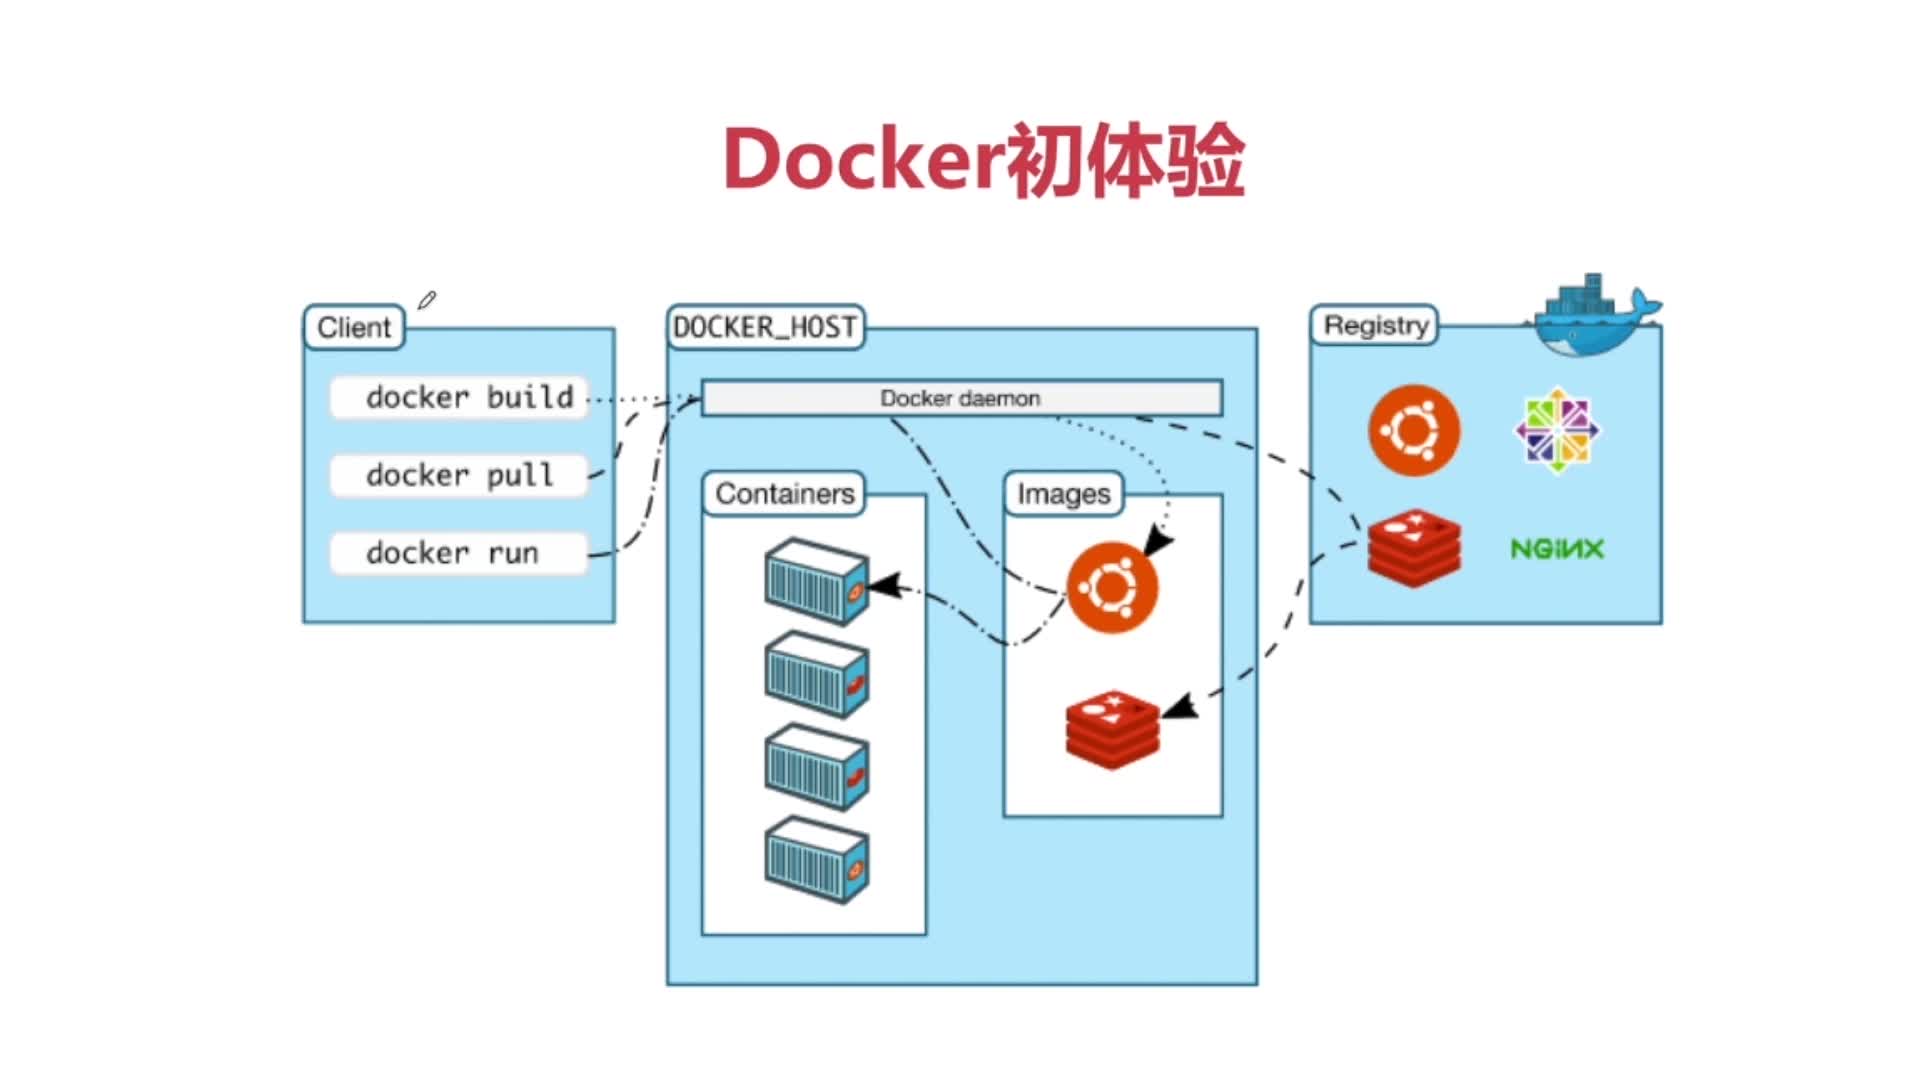 Docker初体验
Client
docker build
docker pull
docker run
DOCKER_HOST
Docker daemon
Containers
Images
Registry
NGINX